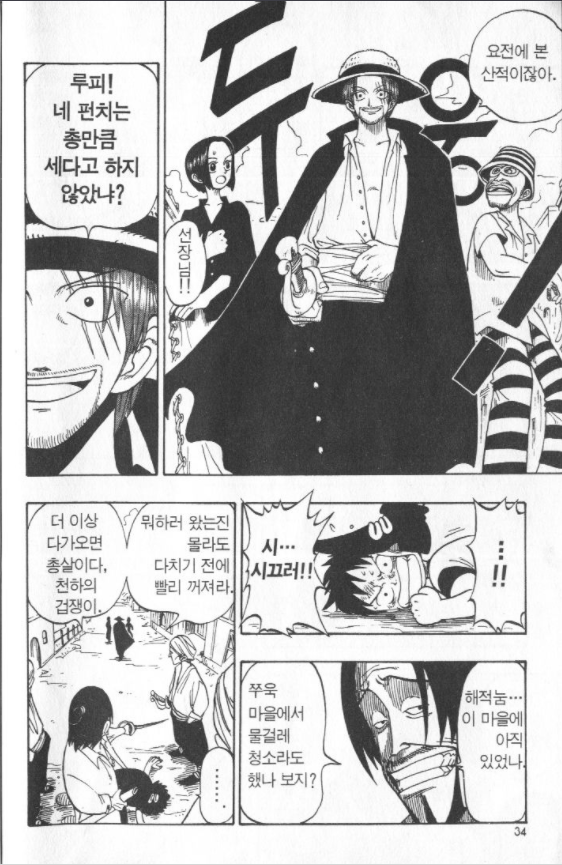 요전에 본
산적이잖아.
두웅!
선장
님!!
루피!
네 펀치는
총만큼
세다고 하지
않았냐?
…
!!
시…
시끄러!!
해적놈…
이 마을에
아직
있었냐.
쭈욱
마을에서
물걸레
청소라도
했나 보지?
뭐하러 왔는진
몰라도
다치기 전에
빨리 꺼져라.
더 이상
다가오면
총살이다,
천하의
겁쟁이.
……．
34